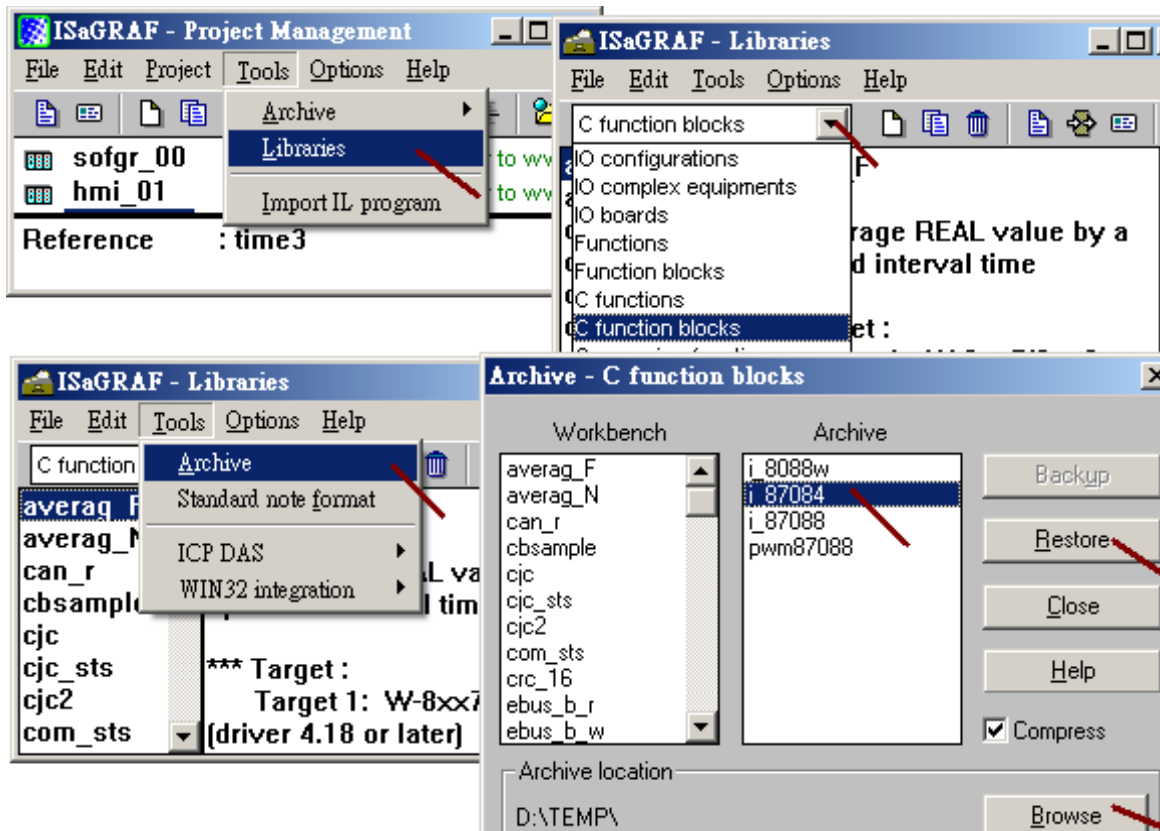 ISaGRAF - Project Management
File Edit Project Tools Options Help
Archive
Libraries
Import IL program
sofgr_00
hmi_01
to
to
Reference : time3
ISaGRAF - Libraries
File Edit Tools Options Help
C function blocks
IO configurations
IO complex equipments
IO boards
Functions
Function blocks
C functions
C function blocks
rage REAL value by a
d interval time
et :
ISaGRAF - Libraries
File Edit Tools Options Help
C function
Archive
Standard note format
ICP DAS
WIN32 integration
averag_F
averag_N
can_r
cbsample
cjc
cjc_sts
cjc2
com_sts
AL va
l tim
*** Target :
Target 1: W-8xx7
(driver 4.18 or later)
Archive - C function blocks
Workbench
averag_F
averag_N
can_r
cbsample
cjc
cjc_sts
cjc2
com_sts
crc_16
ebus_b_r
ebus_b_w
Archive
i_8088w
i_87084
i_87088
pwm87088
Backup
Restore
Close
Help
Compress
Archive location
D:\TEMP\
Browse